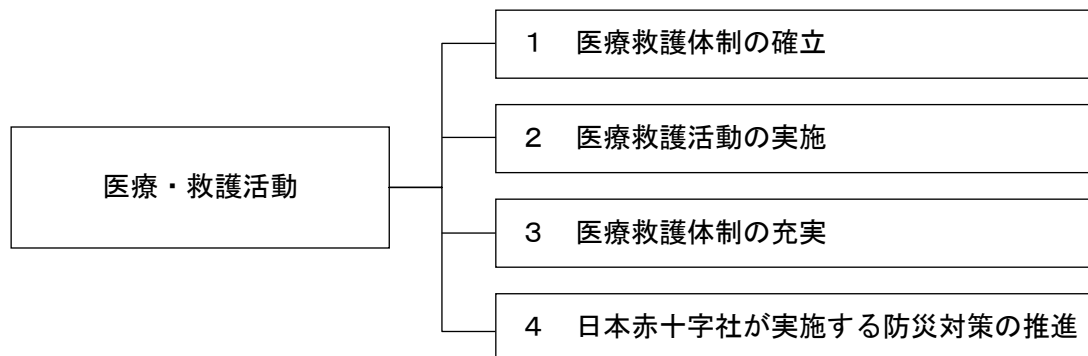 医療・救護活動
１　医療救護体制の確立
２　医療救護活動の実施
３　医療救護体制の充実
４　日本赤十字社が実施する防災対策の推進